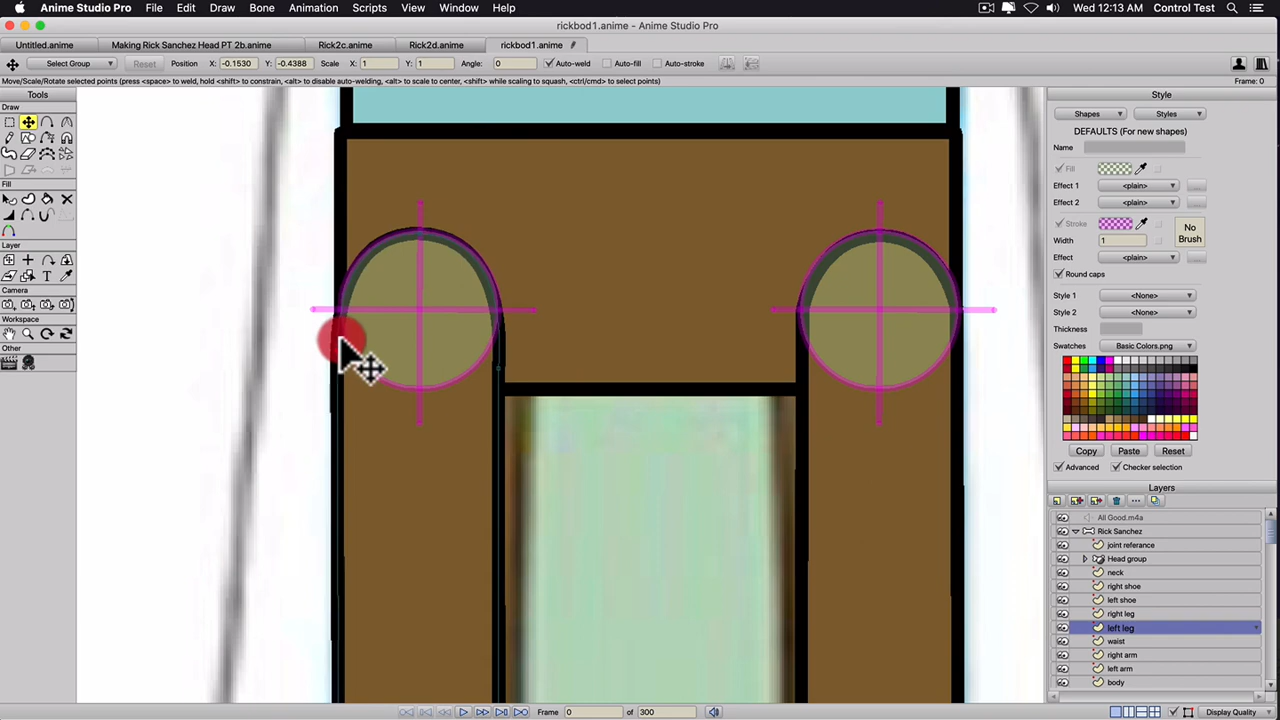 Anime Studio Pro File Edit Draw Bone Animation Scripts View Window Help Wed 12:13 AM Control Test
rickbod1.anime - Anime Studio Pro
Untitled.anime Making Rick Sanchez Head PT 2b.anime Rick2c.anime Rick2d.anime rickbod1.anime
Select Group Reset Position X: -0.1530 Y: -0.4388 Scale X: 1 Y: 1 Angle: 0 Auto-weld Auto-fill Auto-stroke
Move/Scale/Rotate selected points (press <space> to weld, hold <shift> to constrain, <alt> to disable auto-welding, <alt> to scale to center, <shift> while scaling to squash, <ctrl/cmd> to select points) Frame: 0
Tools
Draw
Fill
Layer
Camera
Workspace
Other
Style
Shapes Styles
DEFAULTS (For new shapes)
Name
Fill
Effect 1 <plain> ...
Effect 2 <plain> ...
Stroke
Width 1
No Brush
Effect <plain> ...
Round caps
Style 1 <None>
Style 2 <None>
Thickness
Swatches Basic Colors.png
Copy Paste Reset
Advanced Checker selection
Layers
All Good.m4a
Rick Sanchez
joint referance
Head group
neck
right shoe
left shoe
right leg
left leg
waist
right arm
left arm
body
Frame 0 of 300 Display Quality